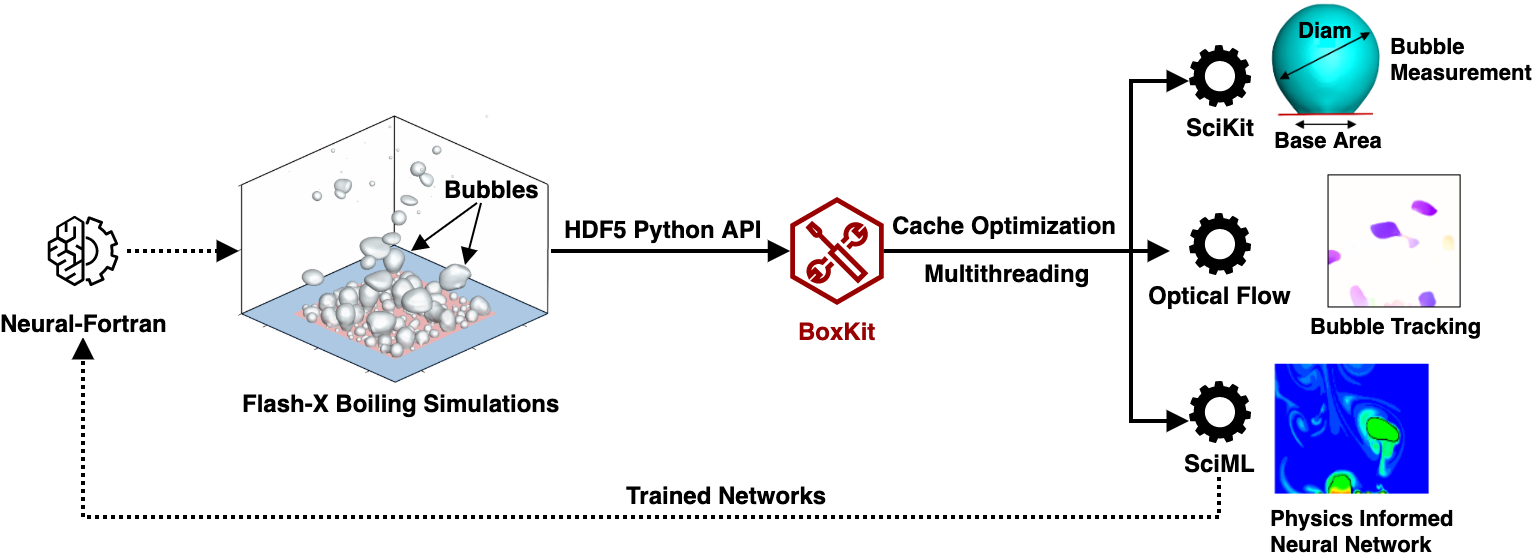 Neural-Fortran
Bubbles
Flash-X Boiling Simulations
HDF5 Python API
BoxKit
Cache Optimization
Multithreading
SciKit
Diam
Base Area
Bubble
Measurement
Optical Flow
Bubble Tracking
SciML
Physics Informed
Neural Network
Trained Networks